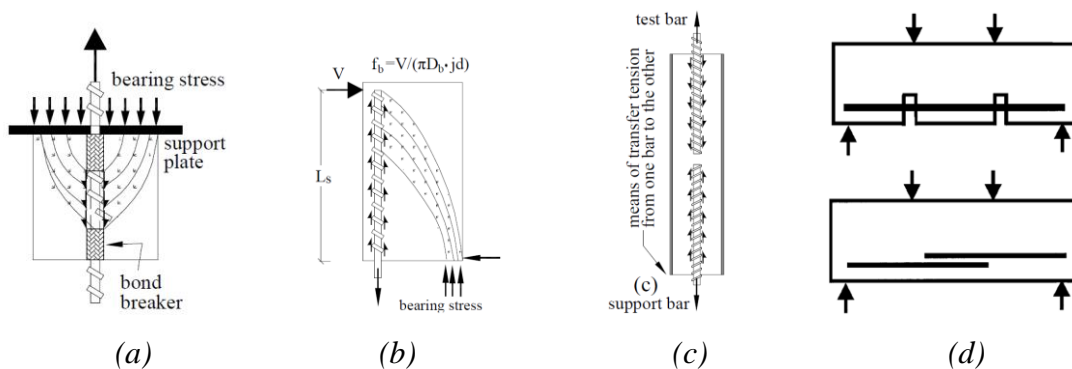 bearing stress
support
plate
bond
breaker
(a)
f_b=V/(πD_b·jd)
V
L_s
bearing stress
(b)
test bar
means of transfer tension
from one bar to the other
(c)
support bar
(c)
(d)